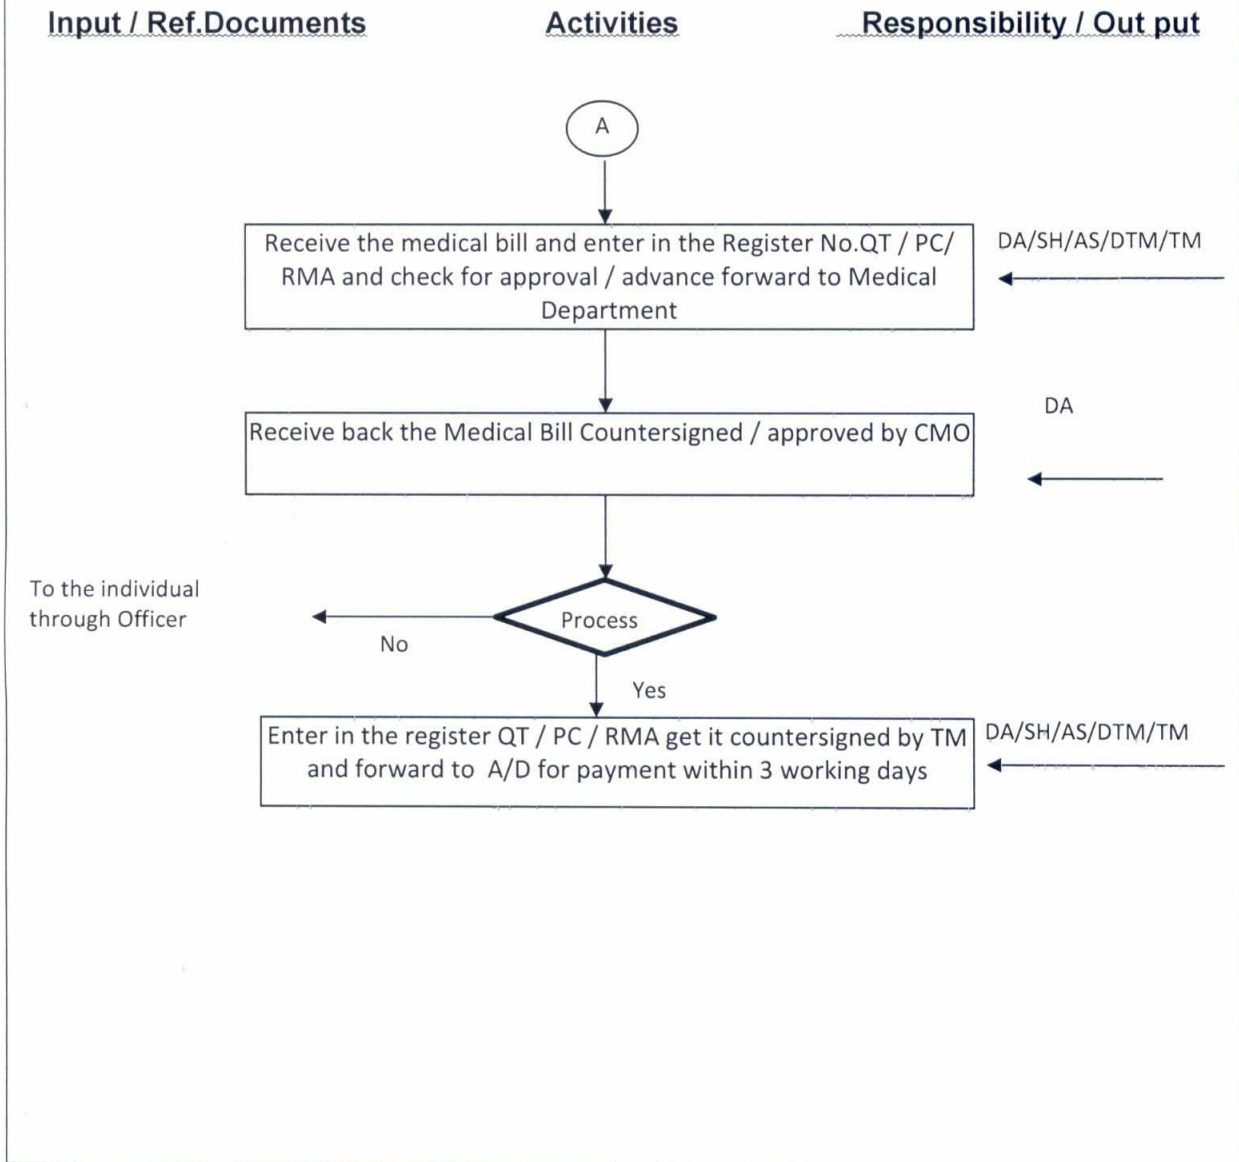 Input / Ref.Documents Activities Responsibility / Out put
A
Receive the medical bill and enter in the Register No.QT / PC/
RMA and check for approval / advance forward to Medical
Department
DA/SH/AS/DTM/TM
Receive back the Medical Bill Countersigned / approved by CMO
DA
Process
To the individual
through Officer
No
Yes
Enter in the register QT / PC / RMA get it countersigned by TM
and forward to A/D for payment within 3 working days
DA/SH/AS/DTM/TM